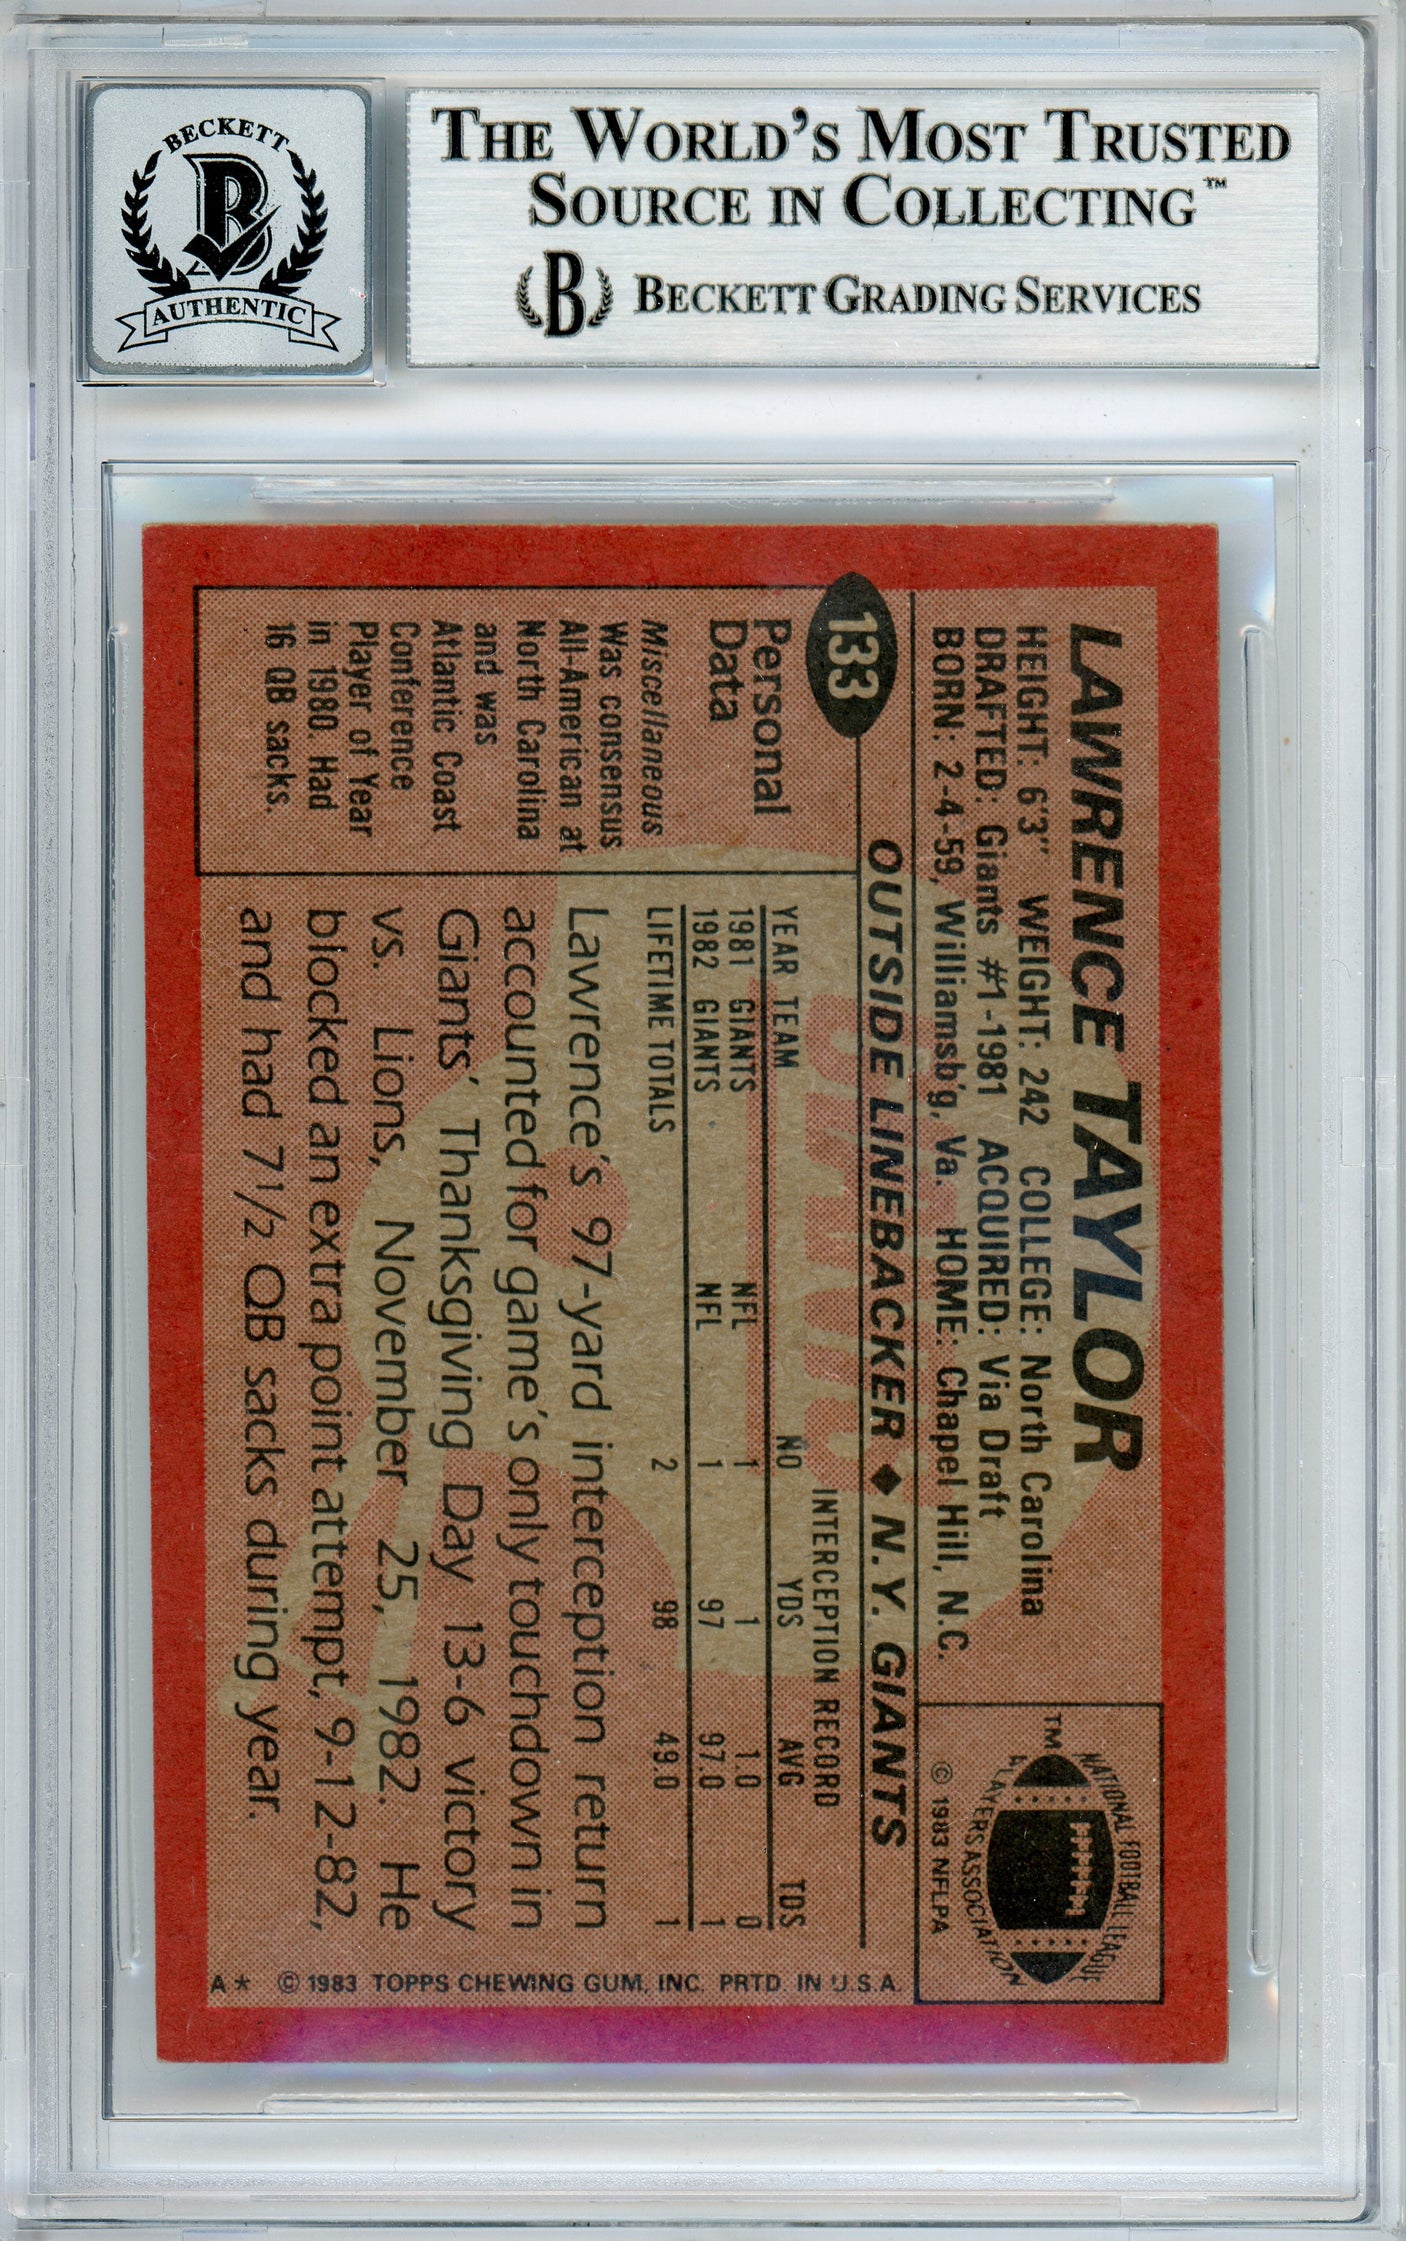 BECKETT
AUTHENTIC
THE WORLD'S MOST TRUSTED
SOURCE IN COLLECTING™
B BECKETT GRADING SERVICES
LAWRENCE TAYLOR
HEIGHT: 6'3" WEIGHT: 242 COLLEGE: North Carolina
DRAFTED: Giants #1-1981 ACQUIRED: Via Draft
BORN: 2-4-59, Williamsb'g, Va. HOME: Chapel Hill, N.C.
TM
NATIONAL FOOTBALL LEAGUE
PLAYERS ASSOCIATION
© 1983 NFLPA
133
OUTSIDE LINEBACKER ◆ N.Y. GIANTS
Personal
Data
Miscellaneous
Was consensus
All-American at
North Carolina
and was
Atlantic Coast
Conference
Player of Year
in 1980. Had
16 QB sacks.
INTERCEPTION RECORD
YEAR TEAM NO YDS AVG TDS
1981 GIANTS NFL 1 1 1.0 0
1982 GIANTS NFL 1 97 97.0 1
LIFETIME TOTALS 2 98 49.0 1
Lawrence's 97-yard interception return
accounted for game's only touchdown in
Giants' Thanksgiving Day 13-6 victory
vs. Lions, November 25, 1982. He
blocked an extra point attempt, 9-12-82,
and had 7½ QB sacks during year.
A* © 1983 TOPPS CHEWING GUM, INC. PRTD. IN U.S.A.